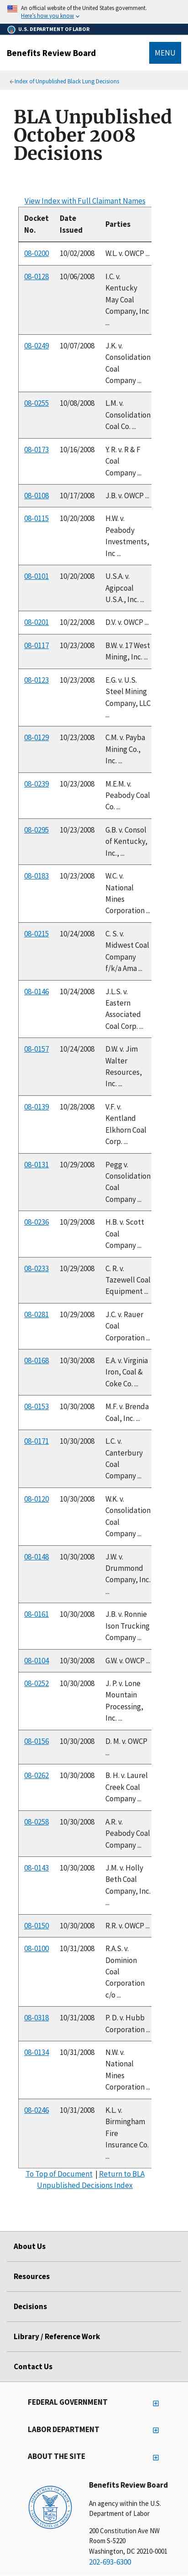 An official website of the United States government.
Here's how you know
U.S. DEPARTMENT OF LABOR
Benefits Review Board
MENU
Index of Unpublished Black Lung Decisions
BLA Unpublished
October 2008
Decisions
View Index with Full Claimant Names
Docket No. Date Issued Parties
08-0200 10/02/2008 W.L. v. OWCP ...
08-0128 10/06/2008 I.C. v.
Kentucky
May Coal
Company, Inc
...
08-0249 10/07/2008 J.K. v.
Consolidation
Coal
Company ...
08-0255 10/08/2008 L.M. v.
Consolidation
Coal Co. ...
08-0173 10/16/2008 Y. R. v. R & F
Coal
Company ...
08-0108 10/17/2008 J.B. v. OWCP ...
08-0115 10/20/2008 H.W. v.
Peabody
Investments,
Inc ...
08-0101 10/20/2008 U.S.A. v.
Agipcoal
U.S.A., Inc. ...
08-0201 10/22/2008 D.V. v. OWCP ...
08-0117 10/23/2008 B.W. v. 17 West
Mining, Inc. ...
08-0123 10/23/2008 E.G. v. U.S.
Steel Mining
Company, LLC
...
08-0129 10/23/2008 C.M. v. Payba
Mining Co.,
Inc. ...
08-0239 10/23/2008 M.E.M. v.
Peabody Coal
Co. ...
08-0295 10/23/2008 G.B. v. Consol
of Kentucky,
Inc., ...
08-0183 10/23/2008 W.C. v.
National
Mines
Corporation ...
08-0215 10/24/2008 C. S. v.
Midwest Coal
Company
f/k/a Ama ...
08-0146 10/24/2008 J.L.S. v.
Eastern
Associated
Coal Corp. ...
08-0157 10/24/2008 D.W. v. Jim
Walter
Resources,
Inc. ...
08-0139 10/28/2008 V.F. v.
Kentland
Elkhorn Coal
Corp. ...
08-0131 10/29/2008 Pegg v.
Consolidation
Coal
Company ...
08-0236 10/29/2008 H.B. v. Scott
Coal
Company ...
08-0233 10/29/2008 C. R. v.
Tazewell Coal
Equipment ...
08-0281 10/29/2008 J.C. v. Rauer
Coal
Corporation ...
08-0168 10/30/2008 E.A. v. Virginia
Iron, Coal &
Coke Co. ...
08-0153 10/30/2008 M.F. v. Brenda
Coal, Inc. ...
08-0171 10/30/2008 L.C. v.
Canterbury
Coal
Company ...
08-0120 10/30/2008 W.K. v.
Consolidation
Coal
Company ...
08-0148 10/30/2008 J.W. v.
Drummond
Company, Inc.
...
08-0161 10/30/2008 J.B. v. Ronnie
Ison Trucking
Company ...
08-0104 10/30/2008 G.W. v. OWCP ...
08-0252 10/30/2008 J. P. v. Lone
Mountain
Processing,
Inc. ...
08-0156 10/30/2008 D. M. v. OWCP
...
08-0262 10/30/2008 B. H. v. Laurel
Creek Coal
Company ...
08-0258 10/30/2008 A.R. v.
Peabody Coal
Company ...
08-0143 10/30/2008 J.M. v. Holly
Beth Coal
Company, Inc.
...
08-0150 10/30/2008 R.R. v. OWCP ...
08-0100 10/31/2008 R.A.S. v.
Dominion
Coal
Corporation
c/o ...
08-0318 10/31/2008 P. D. v. Hubb
Corporation ...
08-0134 10/31/2008 N.W. v.
National
Mines
Corporation ...
08-0246 10/31/2008 K.L. v.
Birmingham
Fire
Insurance Co.
...
To Top of Document | Return to BLA
Unpublished Decisions Index
About Us
Resources
Decisions
Library / Reference Work
Contact Us
FEDERAL GOVERNMENT
LABOR DEPARTMENT
ABOUT THE SITE
Benefits Review Board
An agency within the U.S.
Department of Labor
200 Constitution Ave NW
Room S-5220
Washington, DC 20210-0001
202-693-6300